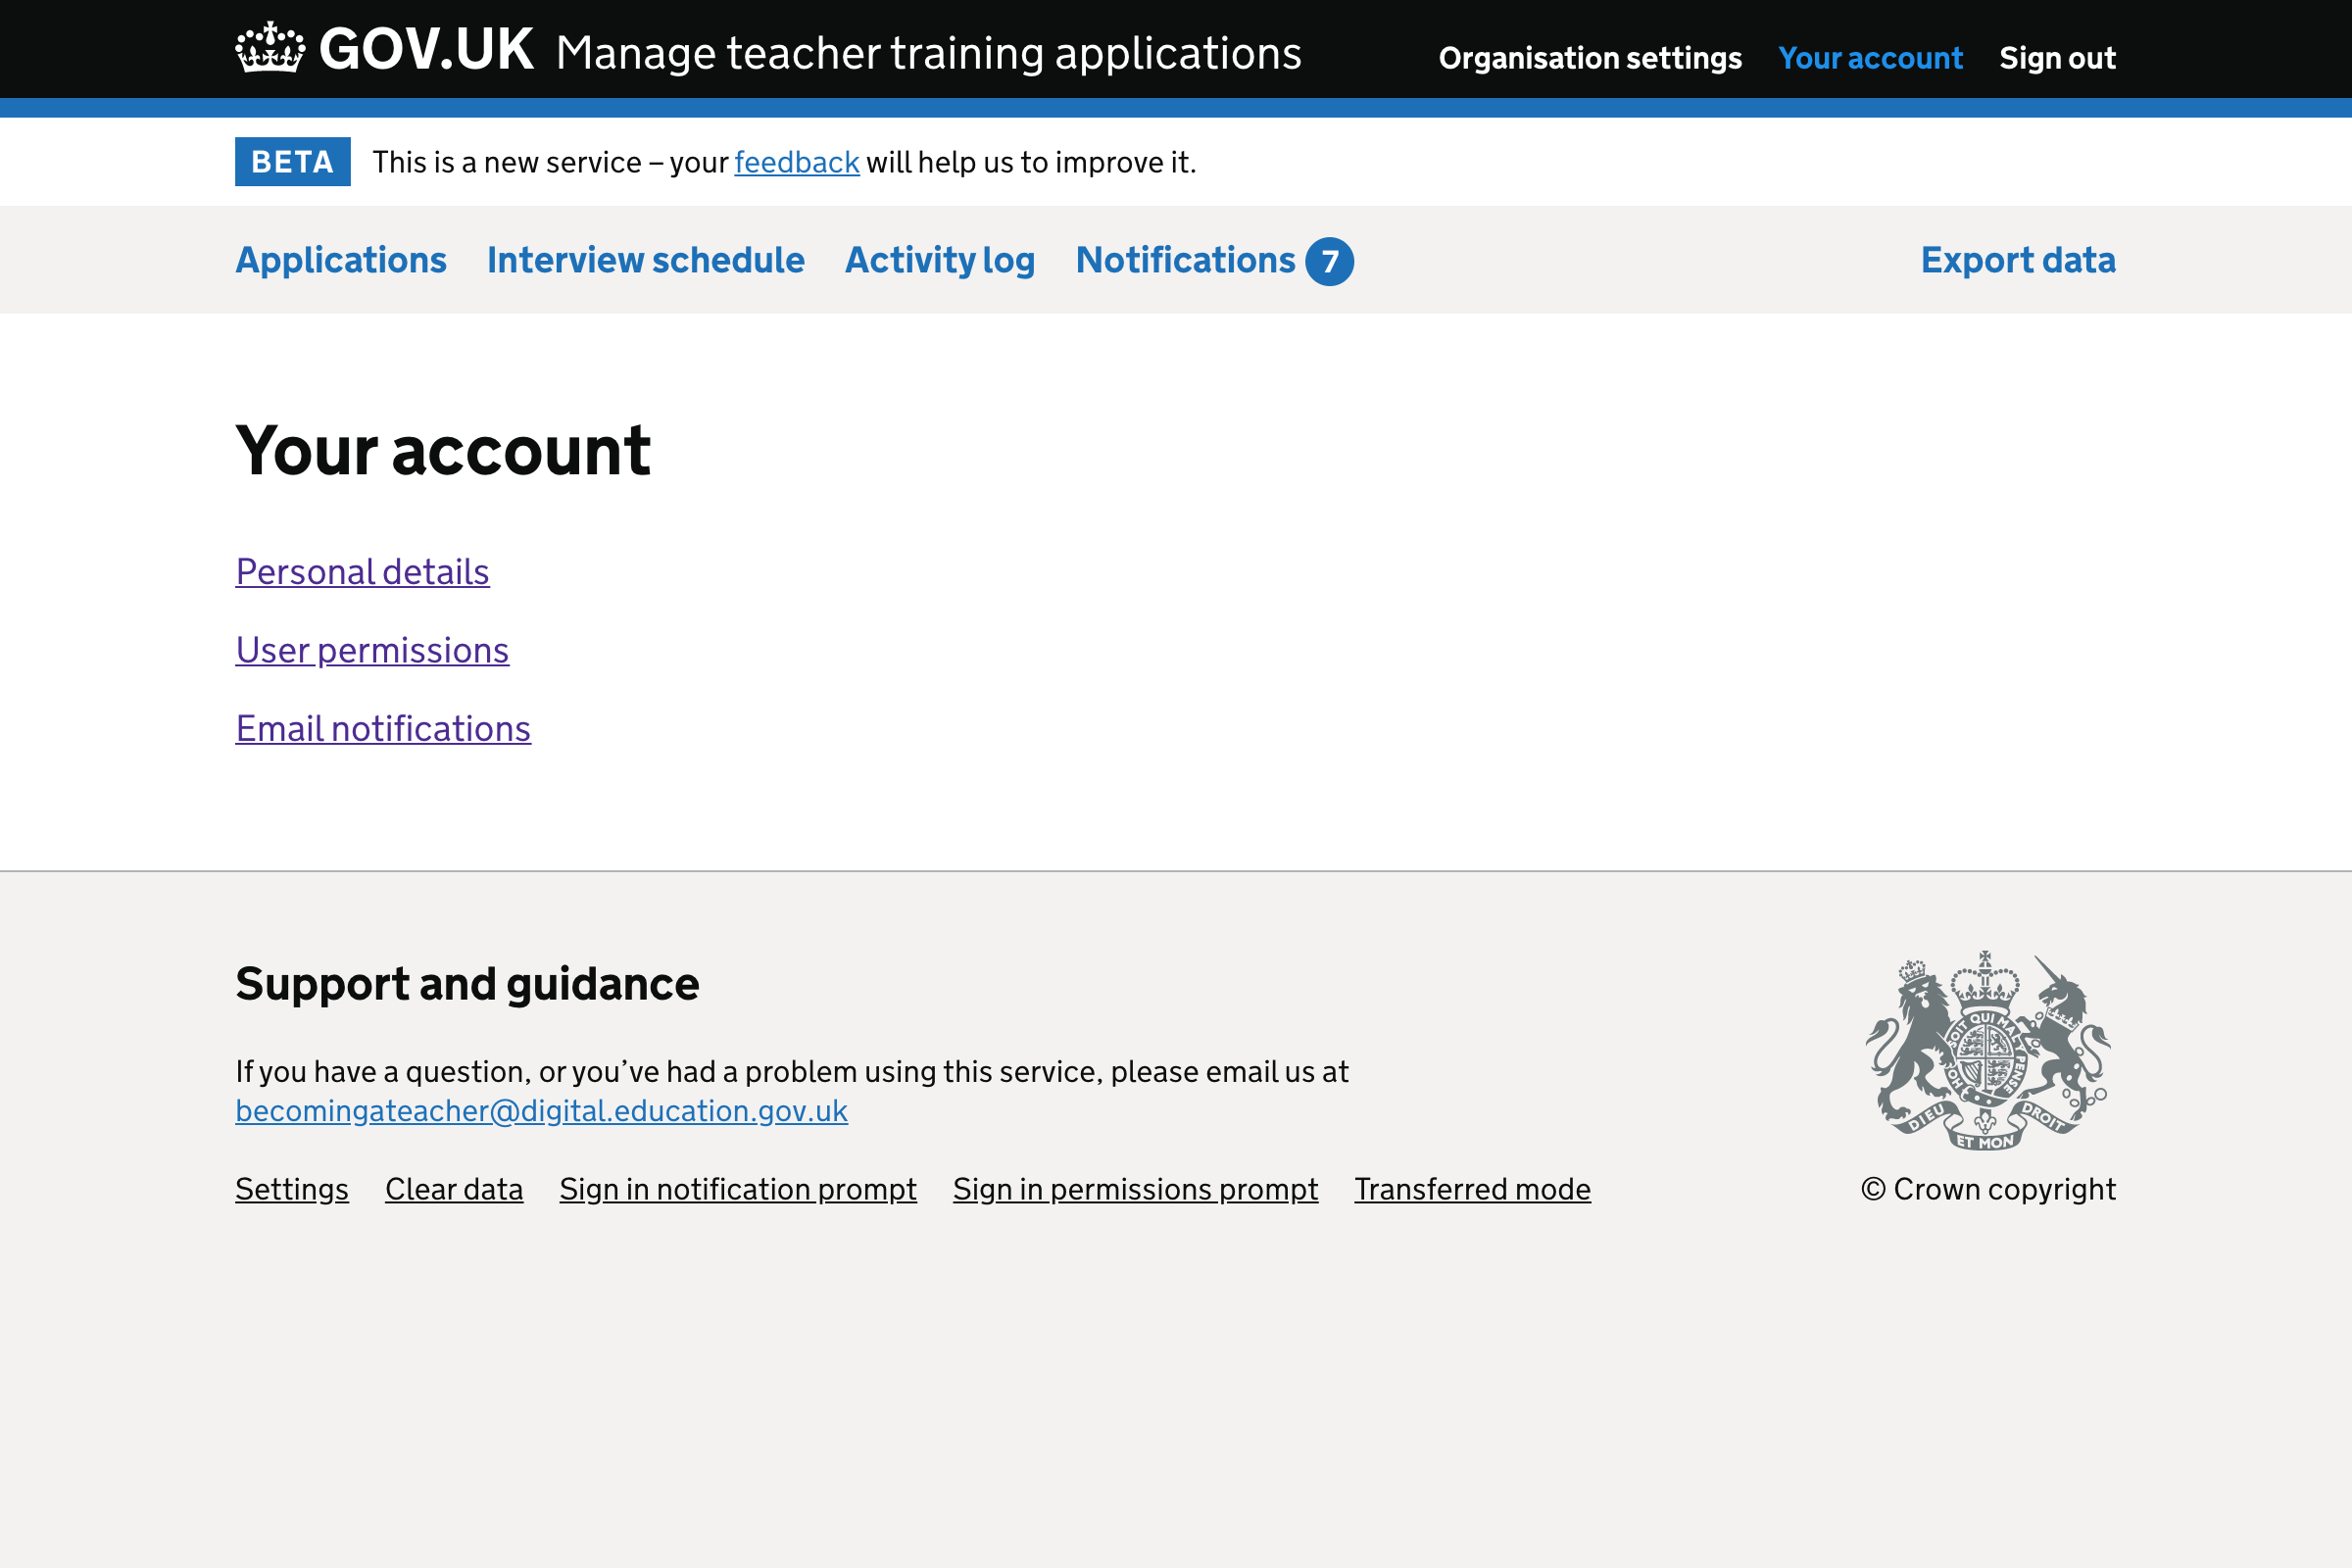 GOV.UK Manage teacher training applications Organisation settings Your account Sign out
BETA This is a new service – your feedback will help us to improve it.
Applications Interview schedule Activity log Notifications 7 Export data
Your account
Personal details
User permissions
Email notifications
Support and guidance
If you have a question, or you’ve had a problem using this service, please email us at
becomingateacher@digital.education.gov.uk
Settings Clear data Sign in notification prompt Sign in permissions prompt Transferred mode
SOIT QUI MAL Y PENSE
HONI
DIEU ET MON DROIT
© Crown copyright